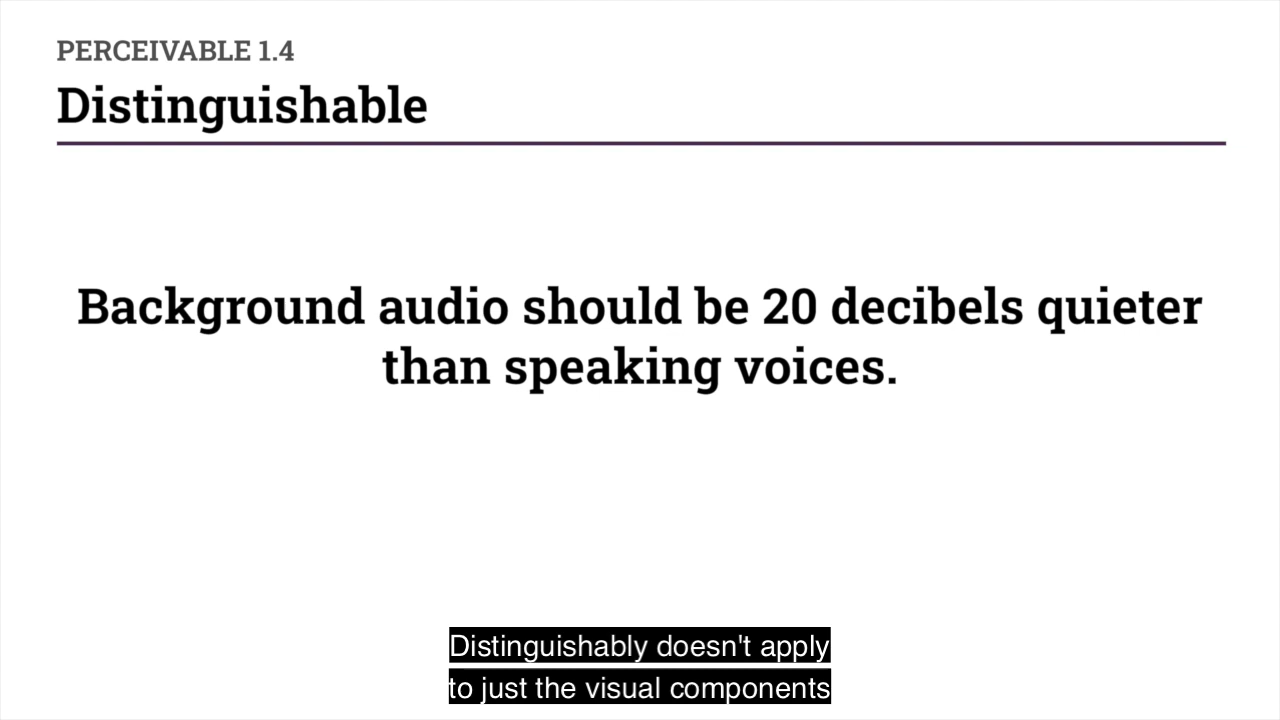 PERCEIVABLE 1.4
Distinguishable
Background audio should be 20 decibels quieter
than speaking voices.
Distinguishably doesn't apply
to just the visual components